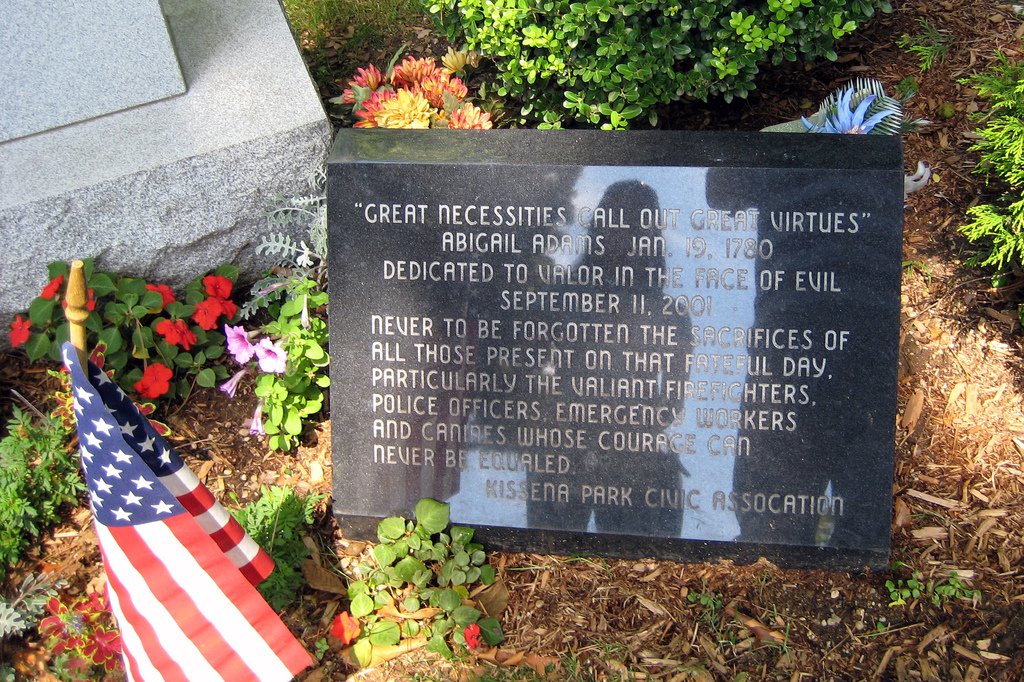 "GREAT NECESSITIES CALL OUT GREAT VIRTUES"
ABIGAIL ADAMS JAN. 19, 1780
DEDICATED TO VALOR IN THE FACE OF EVIL
SEPTEMBER 11, 2001
NEVER TO BE FORGOTTEN THE SACRIFICES OF
ALL THOSE PRESENT ON THAT FATEFUL DAY,
PARTICULARLY THE VALIANT FIREFIGHTERS,
POLICE OFFICERS, EMERGENCY WORKERS
AND CANINES WHOSE COURAGE CAN
NEVER BE EQUALED.
KISSENA PARK CIVIC ASSOCATION